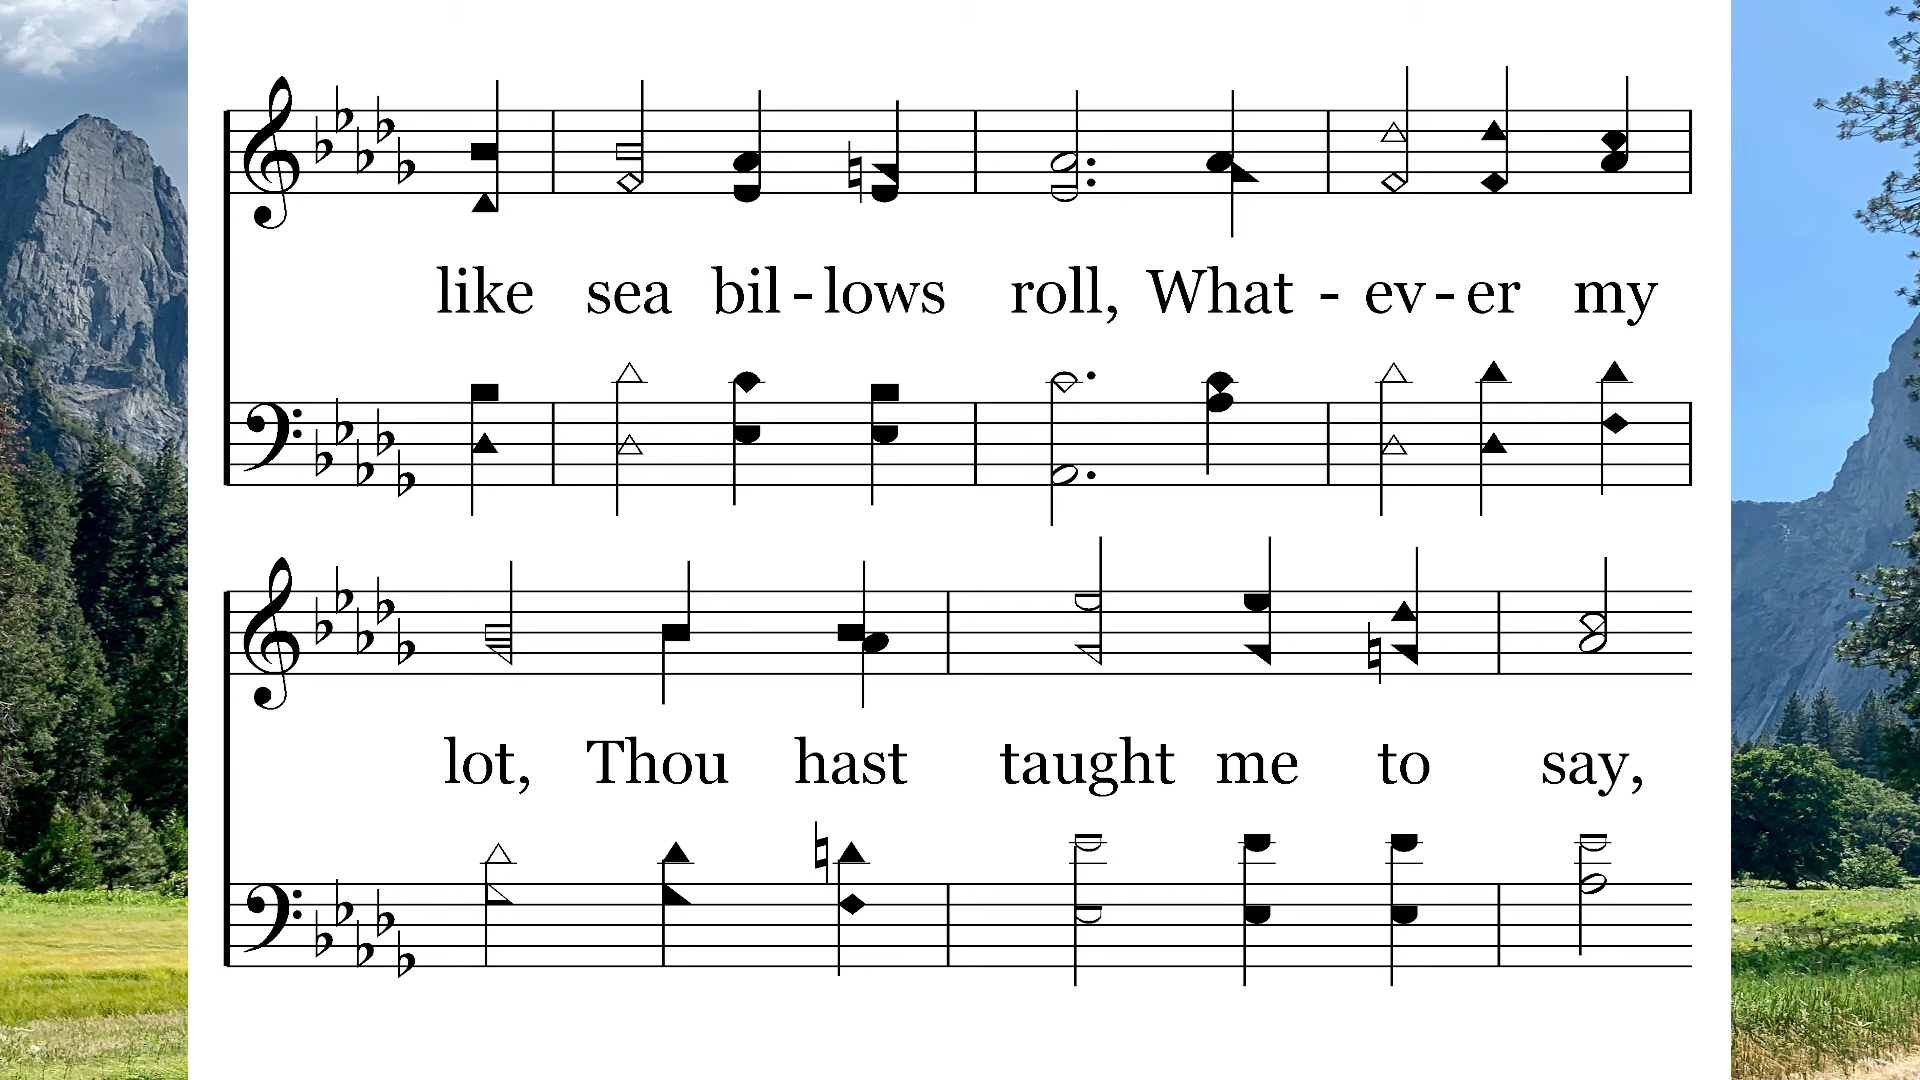 like sea bil - lows roll, What - ev - er my
lot, Thou hast taught me to say,